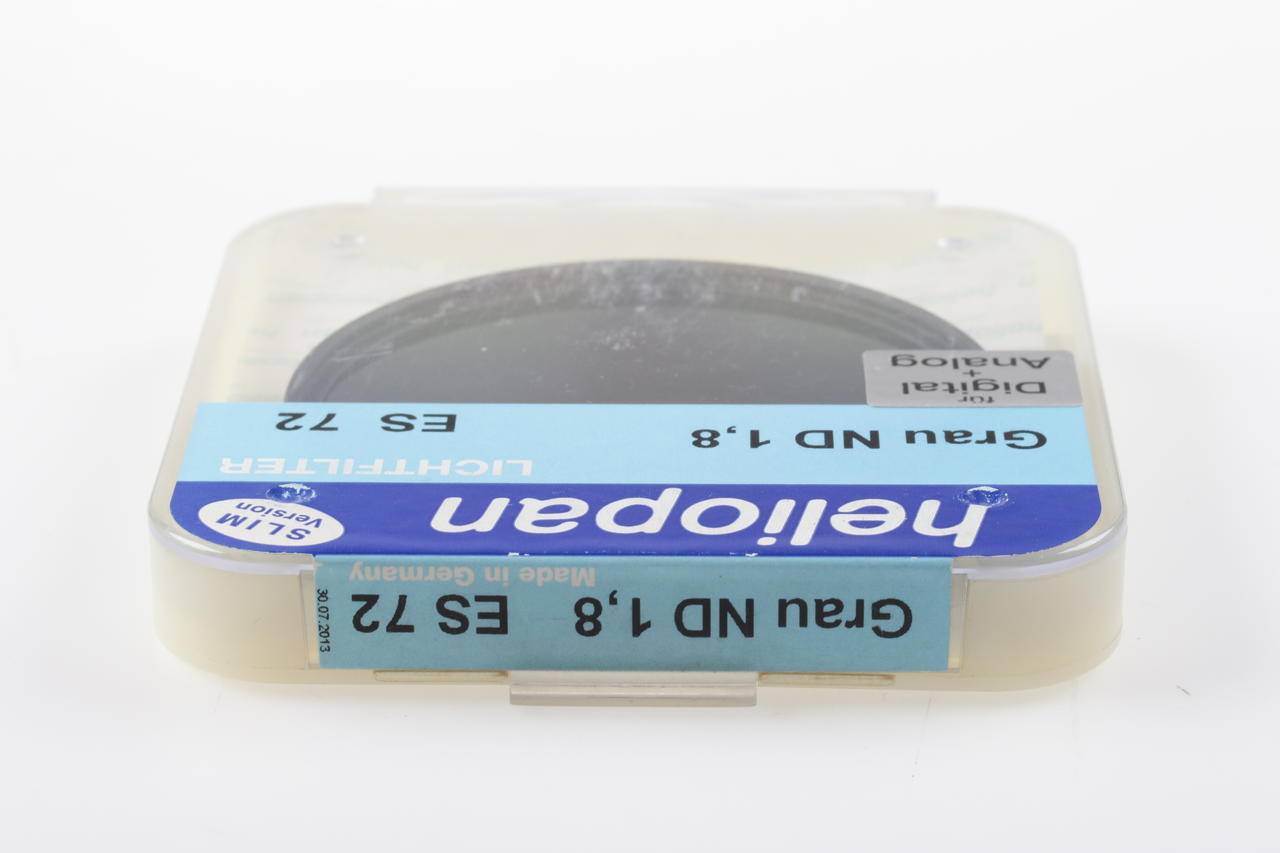 heliopan
SLIM
Version
LICHTFILTER
Grau ND 1,8 ES 72
für
Digital
+
Analog
Made in Germany
Grau ND 1,8 ES 72
30.07.2013